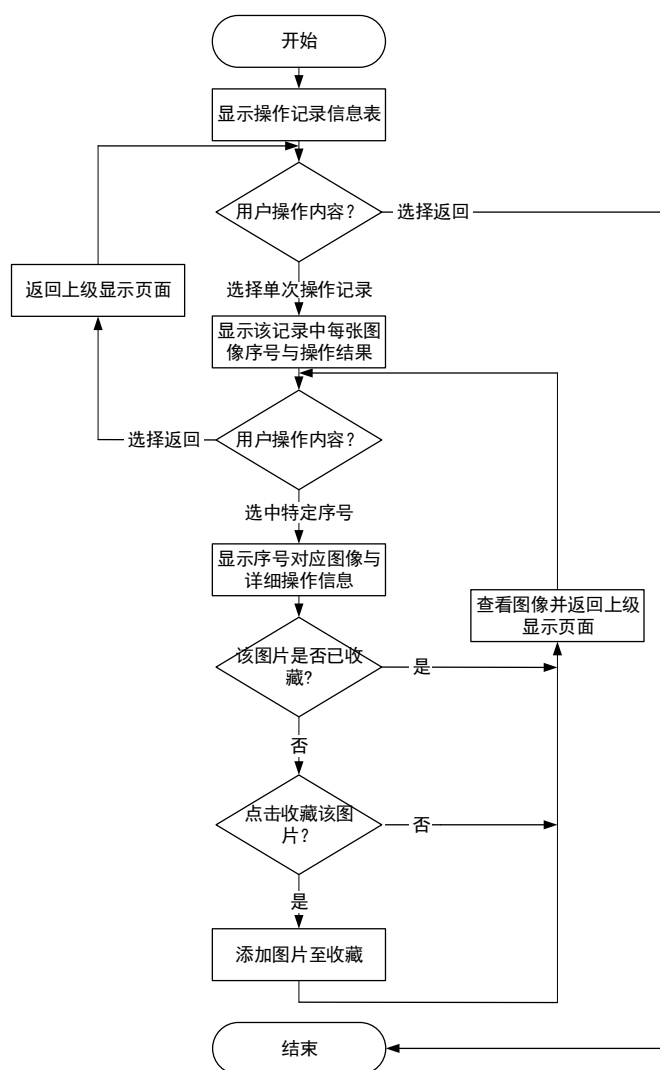 开始
显示操作记录信息表
用户操作内容？
选择返回
返回上级显示页面
选择单次操作记录
显示该记录中每张图
像序号与操作结果
选择返回
用户操作内容？
选中特定序号
显示序号对应图像与
详细操作信息
查看图像并返回上级
显示页面
该图片是否已收
藏？
是
否
点击收藏该图
片？
否
是
添加图片至收藏
结束